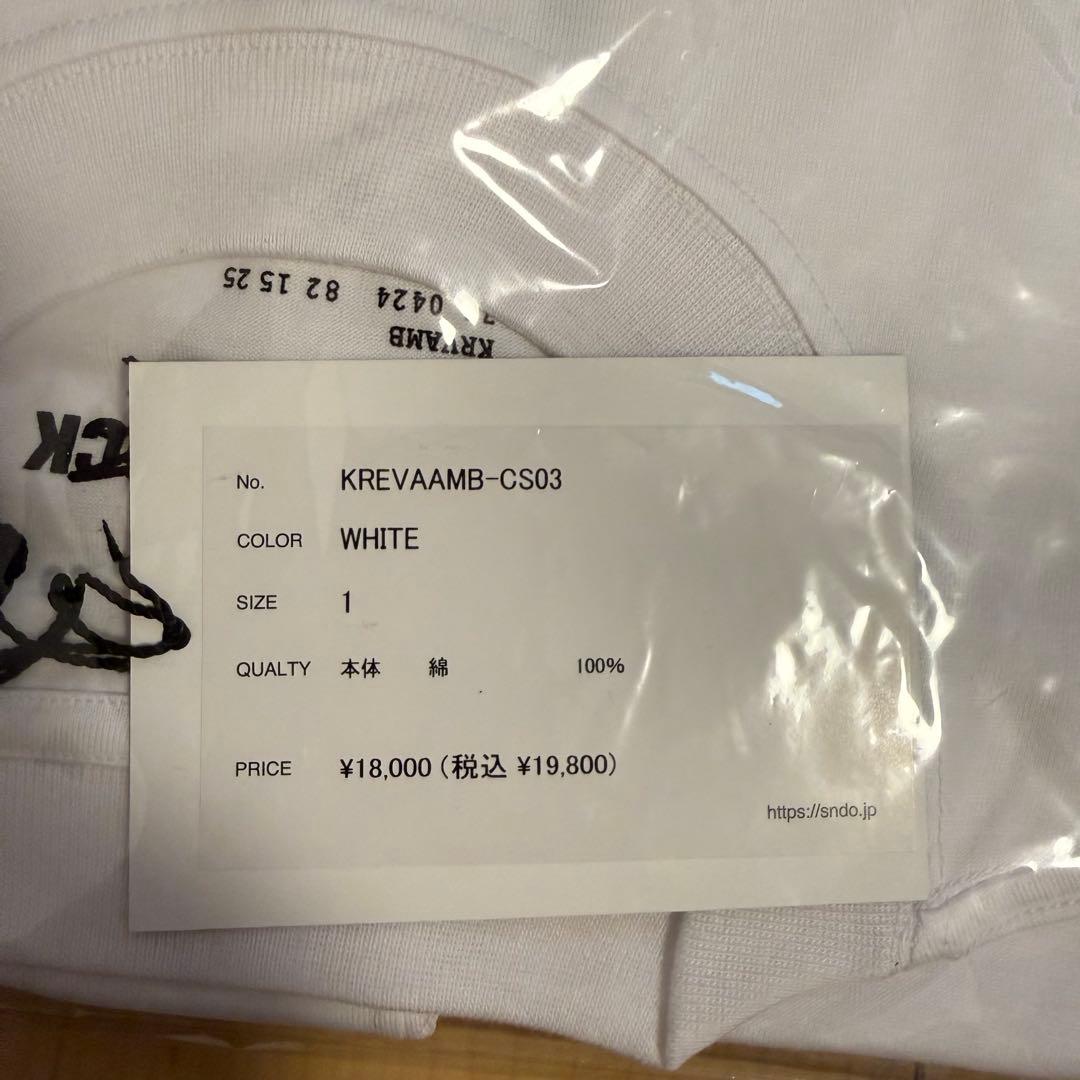 82 15 25
0424
No. KREVAAMB-CS03
COLOR WHITE
SIZE 1
QUALTY 本体 綿 100%
PRICE ¥18,000 (税込 ¥19,800)
https://sndo.jp